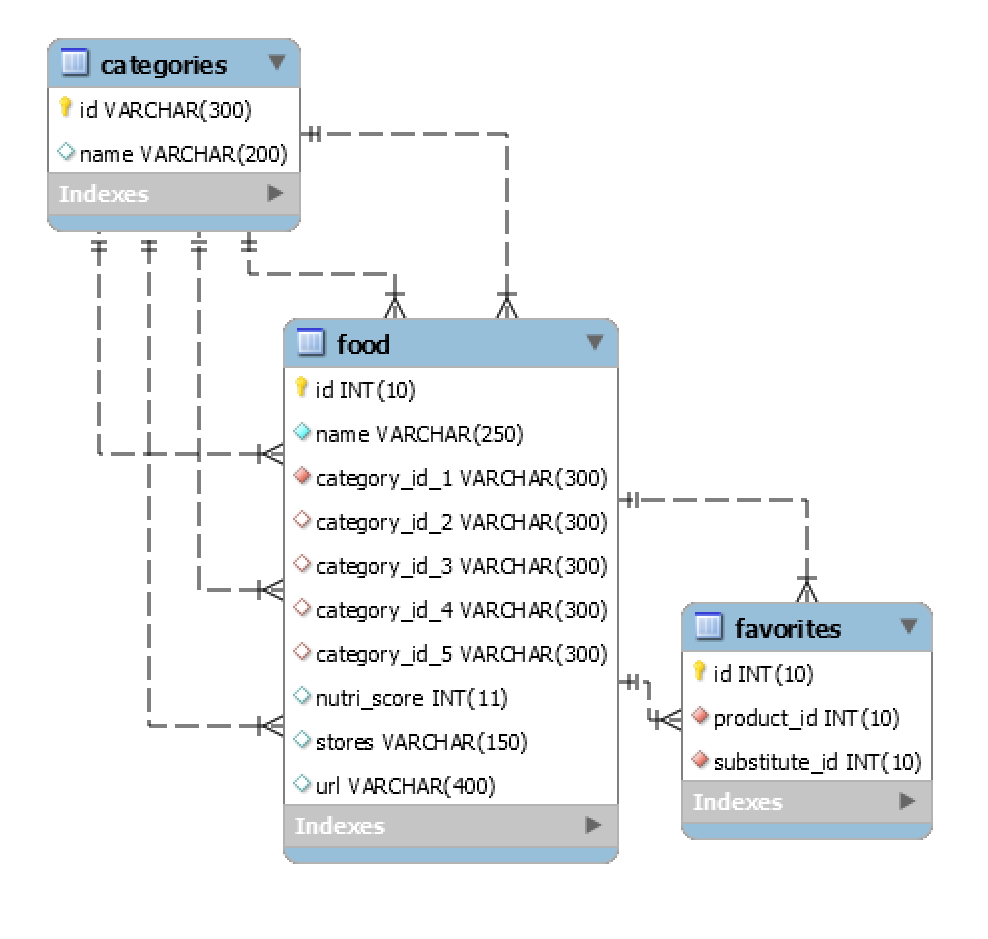 categories
id VARCHAR(300)
name VARCHAR(200)
Indexes
food
id INT(10)
name VARCHAR(250)
category_id_1 VARCHAR(300)
category_id_2 VARCHAR(300)
category_id_3 VARCHAR(300)
category_id_4 VARCHAR(300)
category_id_5 VARCHAR(300)
nutri_score INT(11)
stores VARCHAR(150)
url VARCHAR(400)
Indexes
favorites
id INT(10)
product_id INT(10)
substitute_id INT(10)
Indexes